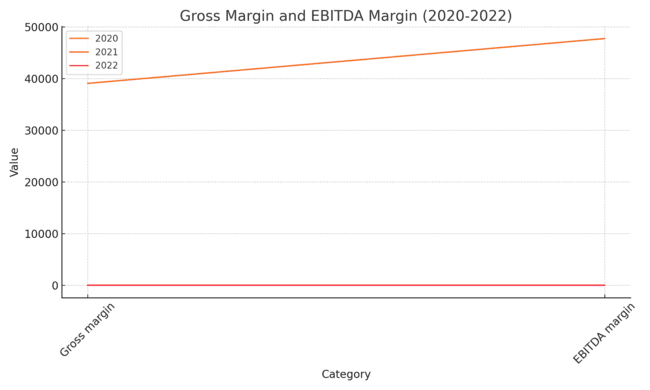 Gross Margin and EBITDA Margin (2020-2022)
50000
2020
2021
2022
40000
30000
Value
20000
10000
0
Gross margin
EBITDA margin
Category